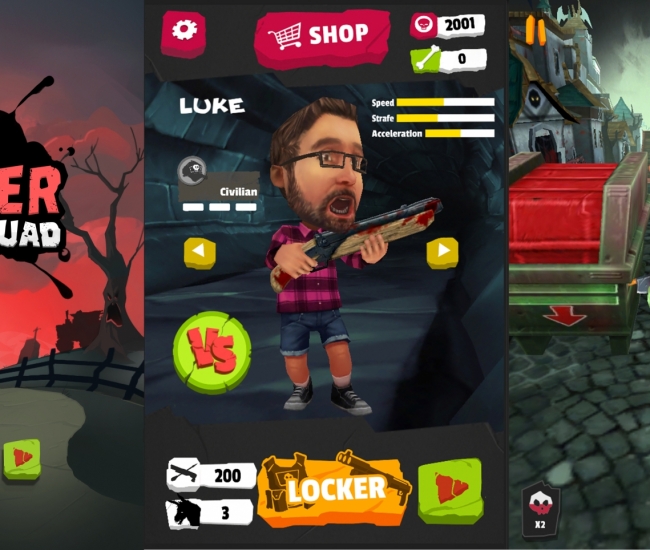 ER
UAD
SHOP
2001
0
LUKE
Speed
Strafe
Acceleration
Civilian
VS
200
LOCKER
3
X2